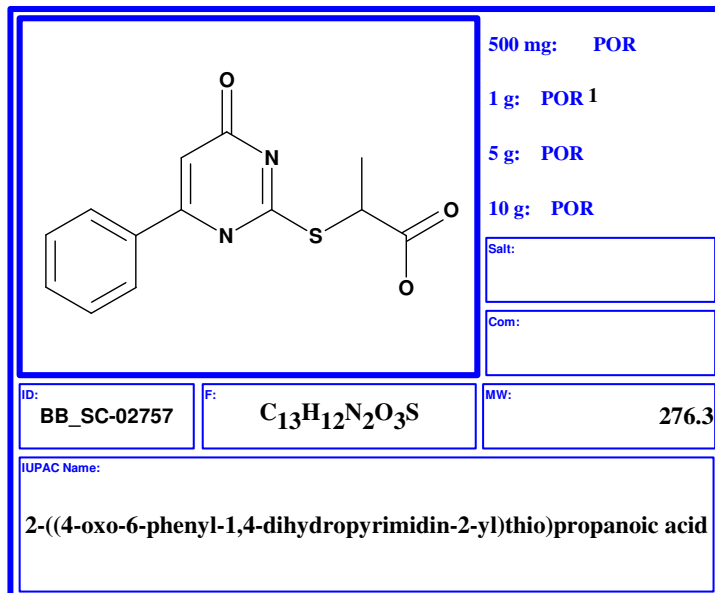 500 mg: POR
1 g: POR 1
5 g: POR
10 g: POR
O
N
N
S
O
O
Salt:
Com:
ID:
BB_SC-02757
F:
C13H12N2O3S
MW:
276.3
IUPAC Name:
2-((4-oxo-6-phenyl-1,4-dihydropyrimidin-2-yl)thio)propanoic acid